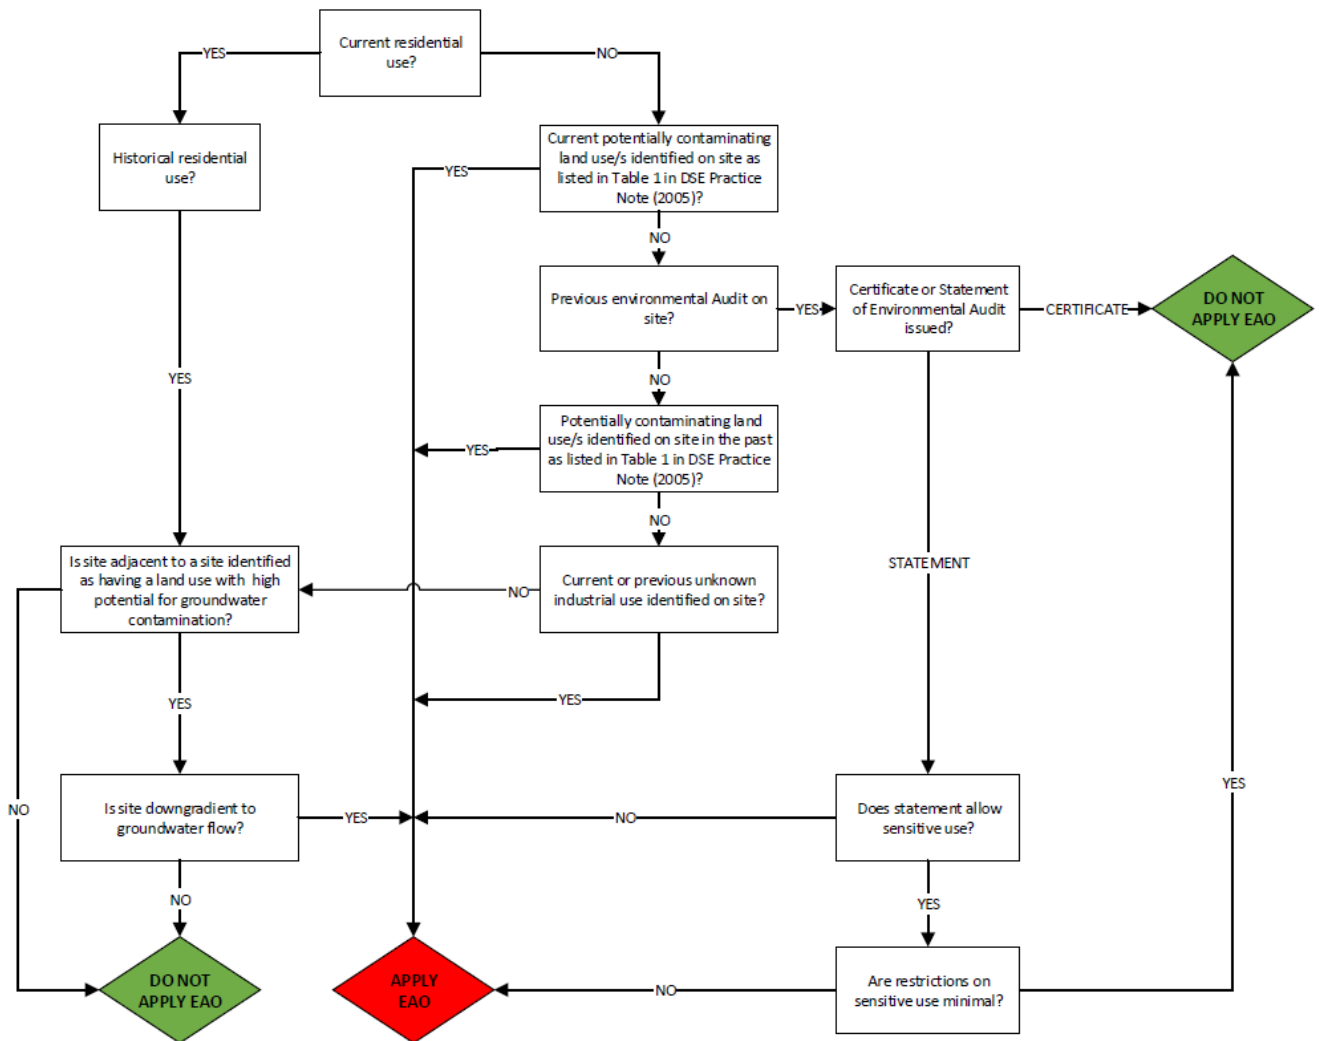 Current residential
use?
YES
NO
Historical residential
use?
Current potentially contaminating
land use/s identified on site as
listed in Table 1 in DSE Practice
Note (2005)?
YES
NO
Previous environmental Audit on
site?
YES
Certificate or Statement
of Environmental Audit
issued?
CERTIFICATE
DO NOT
APPLY EAO
NO
YES
Potentially contaminating land
use/s identified on site in the past
as listed in Table 1 in DSE Practice
Note (2005)?
YES
NO
Is site adjacent to a site identified
as having a land use with high
potential for groundwater
contamination?
NO
Current or previous unknown
industrial use identified on site?
STATEMENT
YES
YES
NO
Is site downgradient to
groundwater flow?
YES
NO
Does statement allow
sensitive use?
YES
NO
YES
DO NOT
APPLY EAO
APPLY
EAO
NO
Are restrictions on
sensitive use minimal?